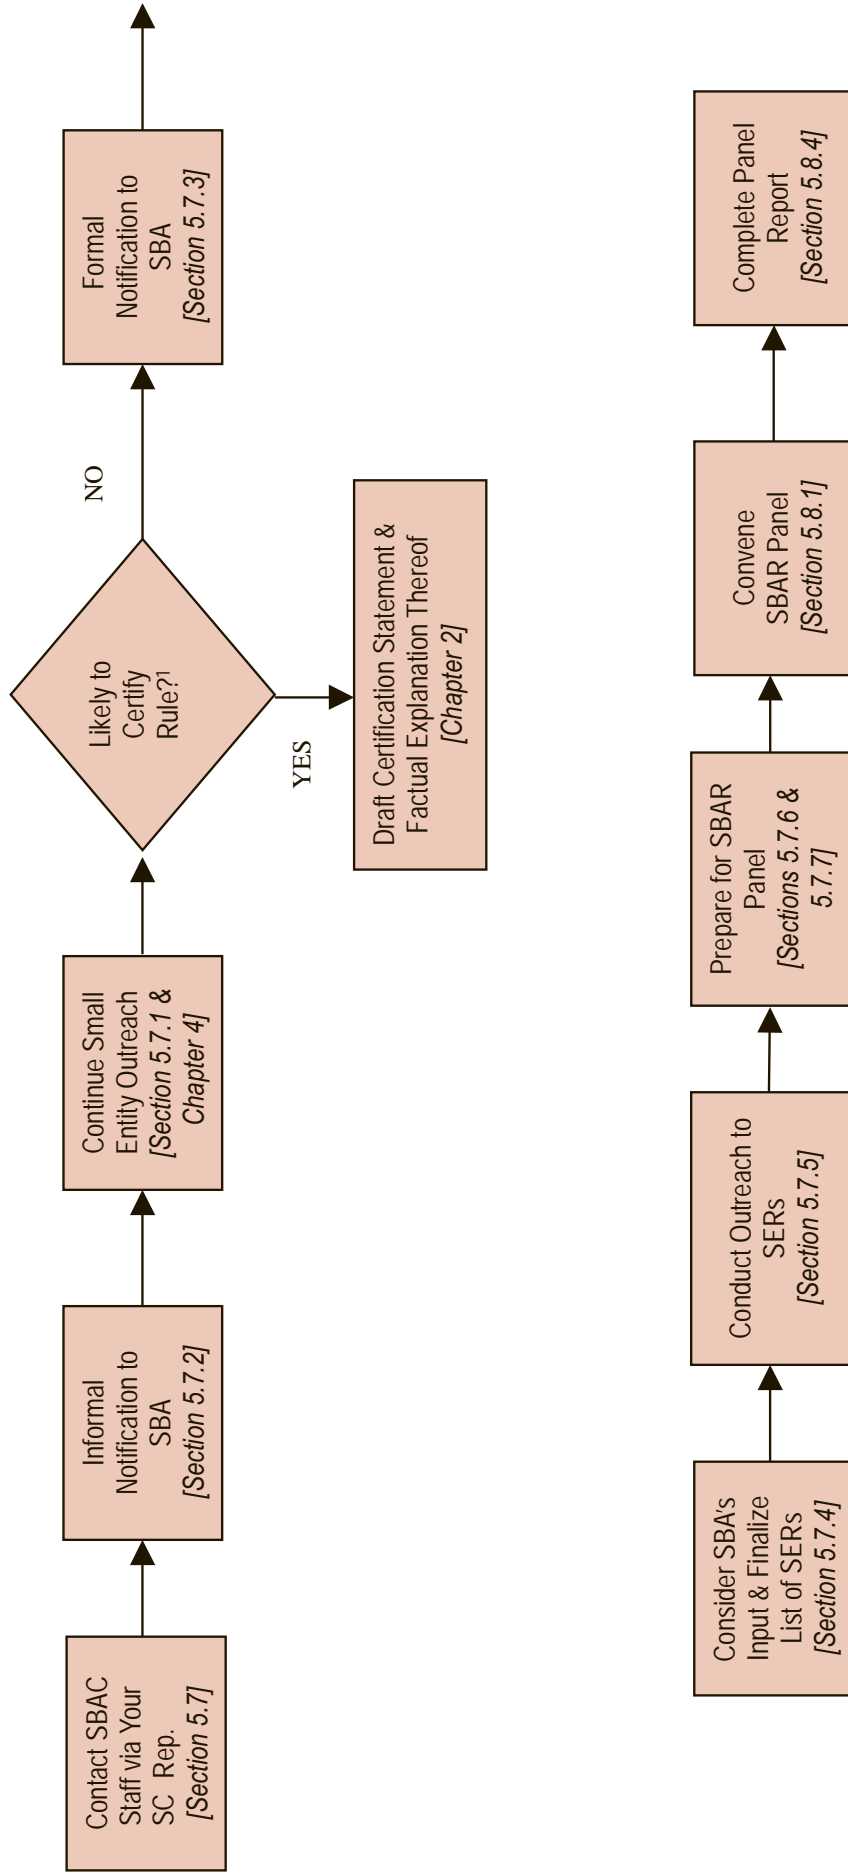 Contact SBAC
Staff via Your
SC Rep.
[Section 5.7]
Informal
Notification to
SBA
[Section 5.7.2]
Continue Small
Entity Outreach
[Section 5.7.1 &
Chapter 4]
Likely to
Certify
Rule?¹
NO
YES
Formal
Notification to
SBA
[Section 5.7.3]
Draft Certification Statement &
Factual Explanation Thereof
[Chapter 2]
Consider SBA's
Input & Finalize
List of SERs
[Section 5.7.4]
Conduct Outreach to
SERs
[Section 5.7.5]
Prepare for SBAR
Panel
[Sections 5.7.6 &
5.7.7]
Convene
SBAR Panel
[Section 5.8.1]
Complete Panel
Report
[Section 5.8.4]